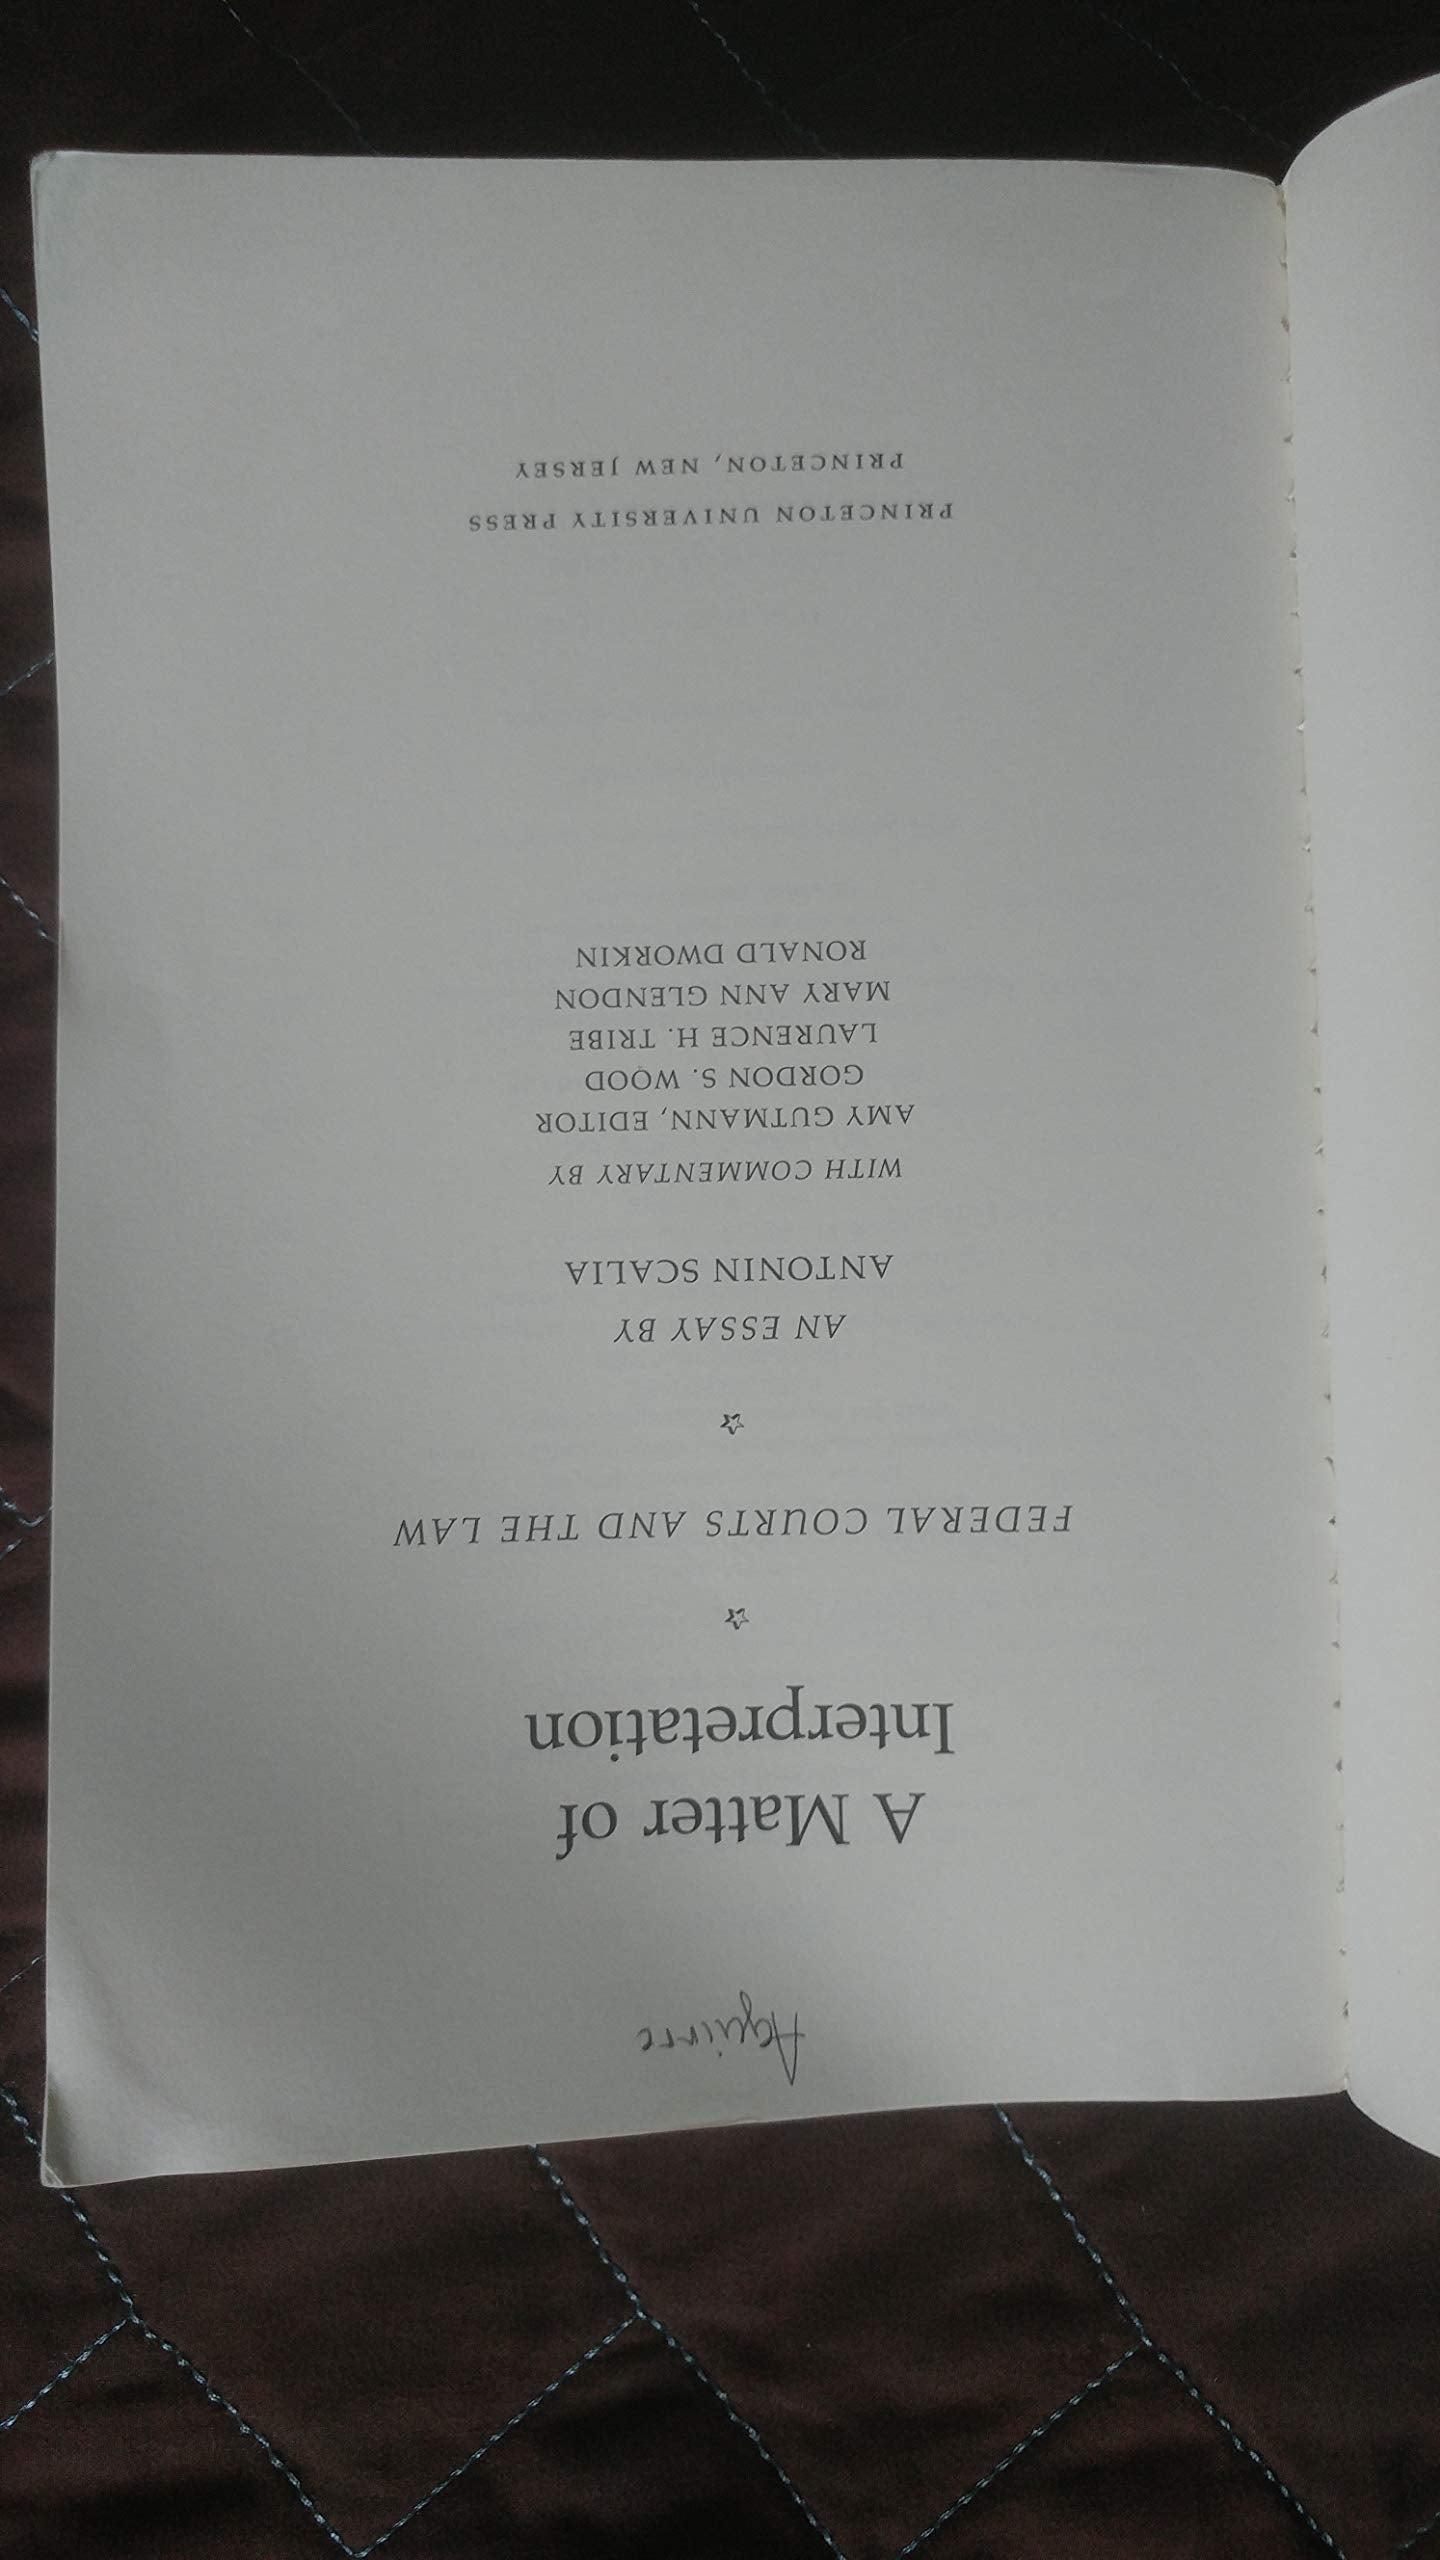 Aguirre
A Matter of
Interpretation
FEDERAL COURTS AND THE LAW
AN ESSAY BY
ANTONIN SCALIA
WITH COMMENTARY BY
AMY GUTMANN, EDITOR
GORDON S. WOOD
LAURENCE H. TRIBE
MARY ANN GLENDON
RONALD DWORKIN
PRINCETON UNIVERSITY PRESS
PRINCETON, NEW JERSEY